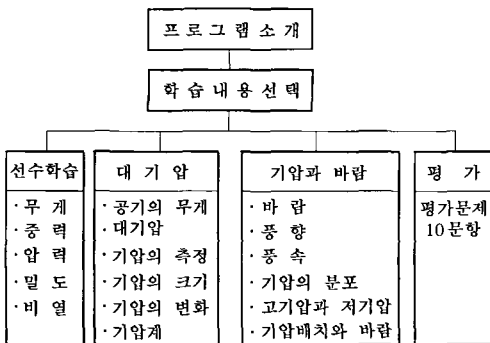 프로그램소개
학습내용선택
선수학습
· 무 게
· 중 력
· 압 력
· 밀 도
· 비 열
대 기 압
· 공기의 무게
· 대기압
· 기압의 측정
· 기압의 크기
· 기압의 변화
· 기압계
기압과 바람
· 바 람
· 풍 향
· 풍 속
· 기압의 분포
· 고기압과 저기압
· 기압배치와 바람
평 가
평가문제
10문항